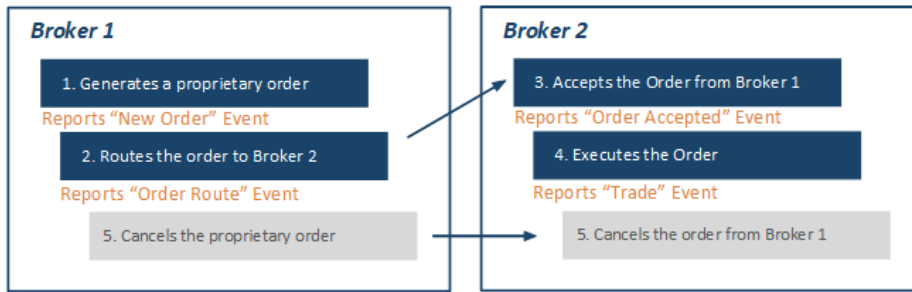 Broker 1
1. Generates a proprietary order
Reports “New Order” Event
2. Routes the order to Broker 2
Reports “Order Route” Event
5. Cancels the proprietary order
Broker 2
3. Accepts the Order from Broker 1
Reports “Order Accepted” Event
4. Executes the Order
Reports “Trade” Event
5. Cancels the order from Broker 1